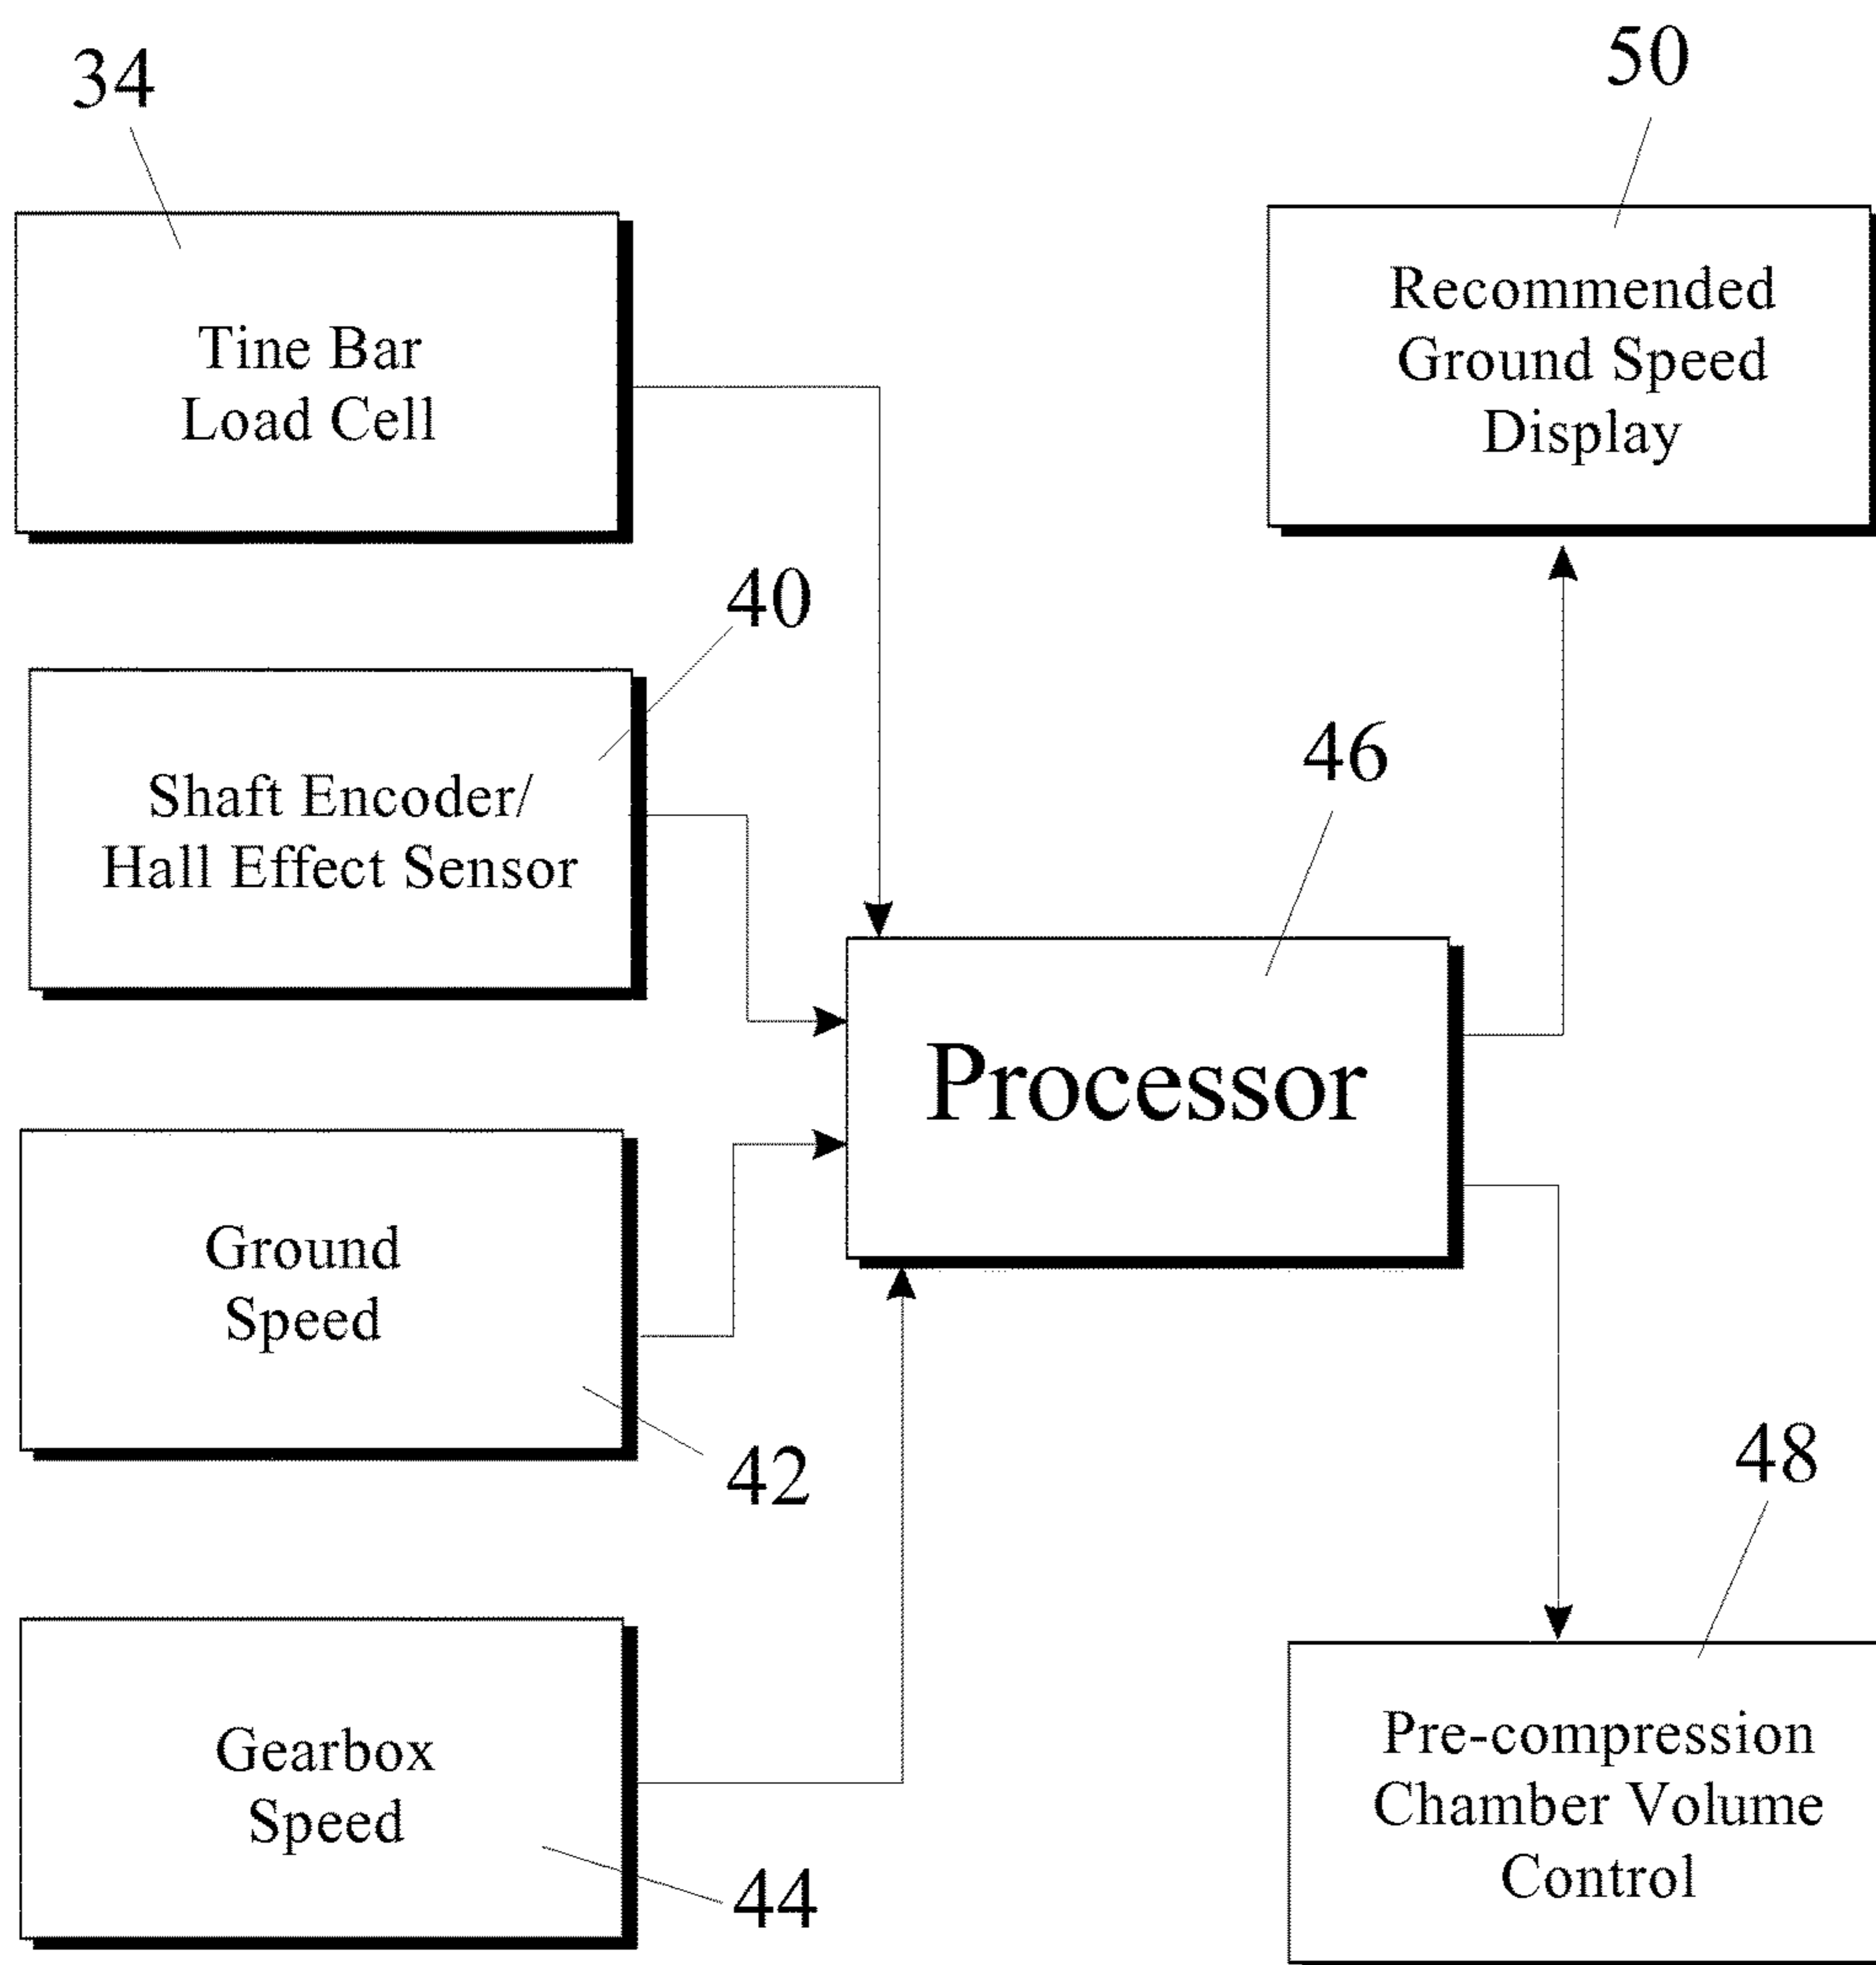 34
50
Tine Bar
Load Cell
Recommended
Ground Speed
Display
40
Shaft Encoder/
Hall Effect Sensor
46
Processor
Ground
Speed
42
48
Gearbox
Speed
44
Pre-compression
Chamber Volume
Control